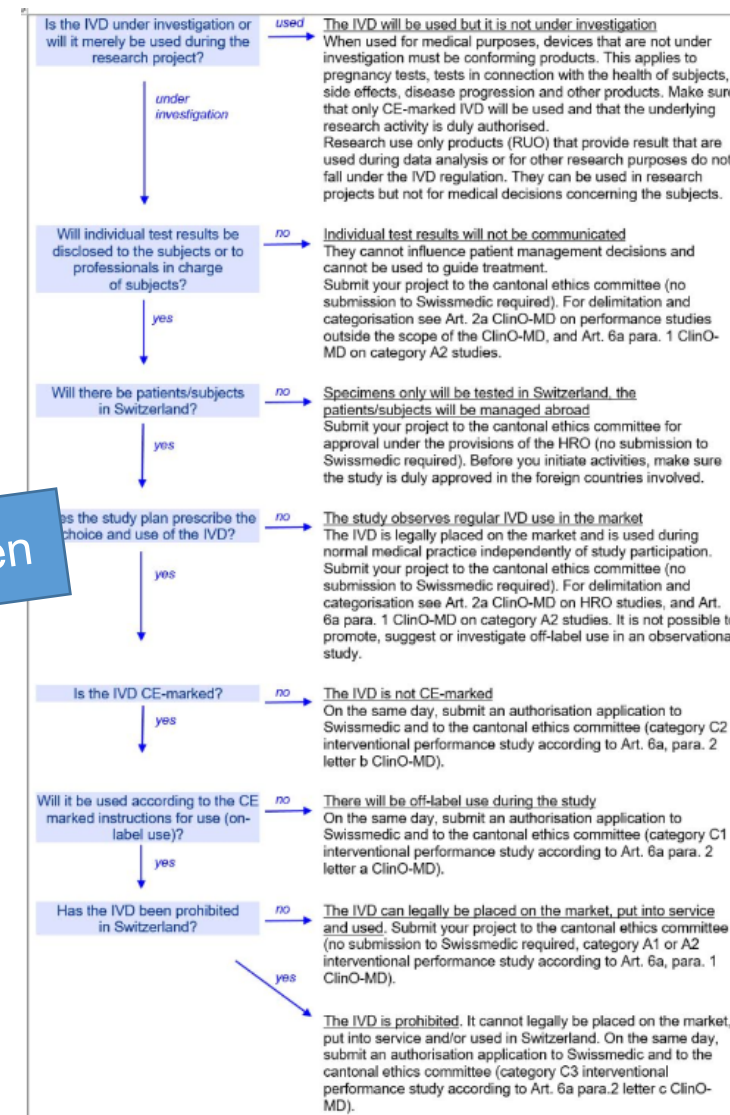 Is the IVD under investigation or
will it merely be used during the
research project?
used
The IVD will be used but it is not under investigation
When used for medical purposes, devices that are not under
investigation must be conforming products. This applies to
pregnancy tests, tests in connection with the health of subjects,
side effects, disease progression and other products. Make sure
that only CE-marked IVD will be used and that the underlying
research activity is duly authorised.
Research use only products (RUO) that provide result that are
used during data analysis or for other research purposes do not
fall under the IVD regulation. They can be used in research
projects but not for medical decisions concerning the subjects.
under
investigation
Will individual test results be
disclosed to the subjects or to
professionals in charge
of subjects?
no
Individual test results will not be communicated
They cannot influence patient management decisions and
cannot be used to guide treatment.
Submit your project to the cantonal ethics committee (no
submission to Swissmedic required). For delimitation and
categorisation see Art. 2a ClinO-MD on performance studies
outside the scope of the ClinO-MD, and Art. 6a para. 1 ClinO-
MD on category A2 studies.
yes
Will there be patients/subjects
in Switzerland?
no
Specimens only will be tested in Switzerland, the
patients/subjects will be managed abroad
Submit your project to the cantonal ethics committee for
approval under the provisions of the HRO (no submission to
Swissmedic required). Before you initiate activities, make sure
the study is duly approved in the foreign countries involved.
yes
en
es the study plan prescribe the
choice and use of the IVD?
no
The study observes regular IVD use in the market
The IVD is legally placed on the market and is used during
normal medical practice independently of study participation.
Submit your project to the cantonal ethics committee (no
submission to Swissmedic required). For delimitation and
categorisation see Art. 2a ClinO-MD on HRO studies, and Art.
6a para. 1 ClinO-MD on category A2 studies. It is not possible to
promote, suggest or investigate off-label use in an observational
study.
yes
Is the IVD CE-marked?
no
The IVD is not CE-marked
On the same day, submit an authorisation application to
Swissmedic and to the cantonal ethics committee (category C2
interventional performance study according to Art. 6a, para. 2
letter b ClinO-MD).
yes
Will it be used according to the CE
marked instructions for use (on-
label use)?
no
There will be off-label use during the study
On the same day, submit an authorisation application to
Swissmedic and to the cantonal ethics committee (category C1
interventional performance study according to Art. 6a para. 2
letter a ClinO-MD).
yes
Has the IVD been prohibited
in Switzerland?
no
The IVD can legally be placed on the market, put into service
and used. Submit your project to the cantonal ethics committee
(no submission to Swissmedic required, category A1 or A2
interventional performance study according to Art. 6a, para. 1
ClinO-MD).
yes
The IVD is prohibited. It cannot legally be placed on the market,
put into service and/or used in Switzerland. On the same day,
submit an authorisation application to Swissmedic and to the
cantonal ethics committee (category C3 interventional
performance study according to Art. 6a para.2 letter c ClinO-
MD).